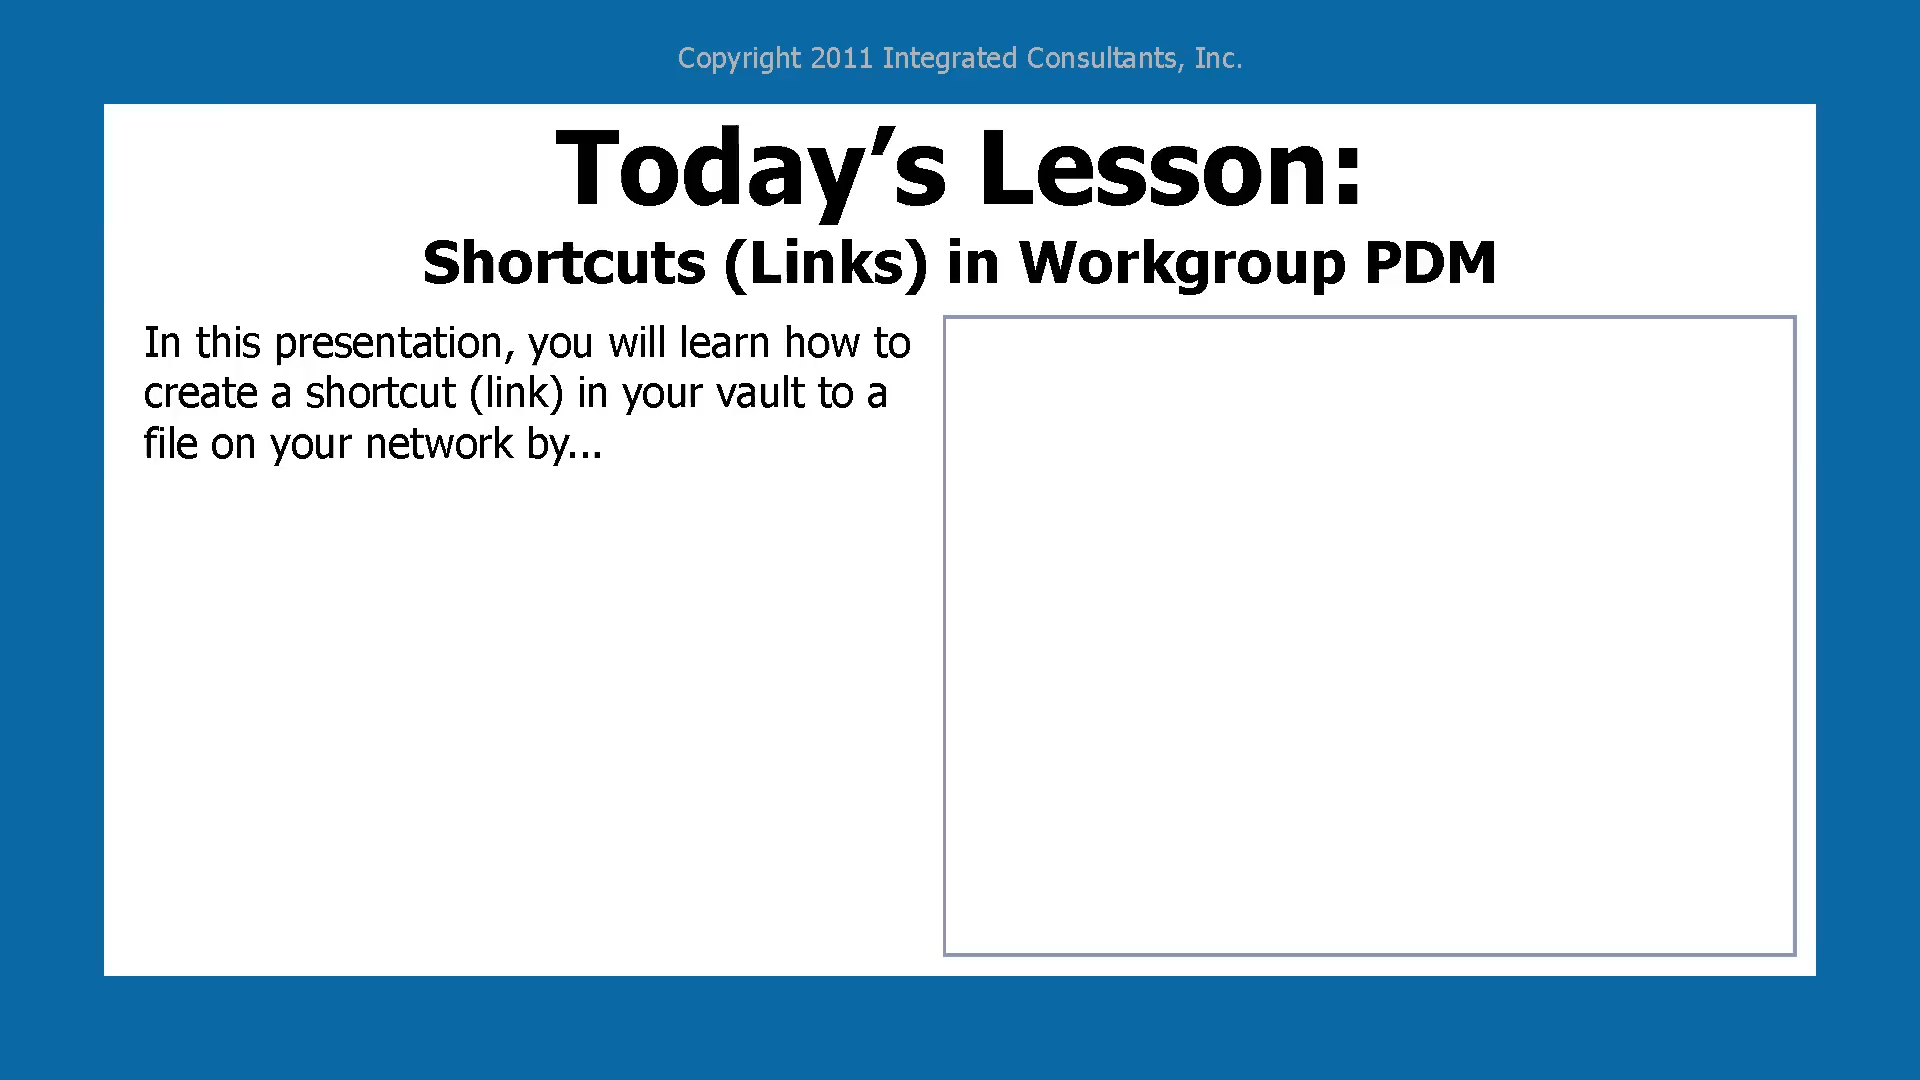 Copyright 2011 Integrated Consultants, Inc.
Today’s Lesson:
Shortcuts (Links) in Workgroup PDM
In this presentation, you will learn how to
create a shortcut (link) in your vault to a
file on your network by...